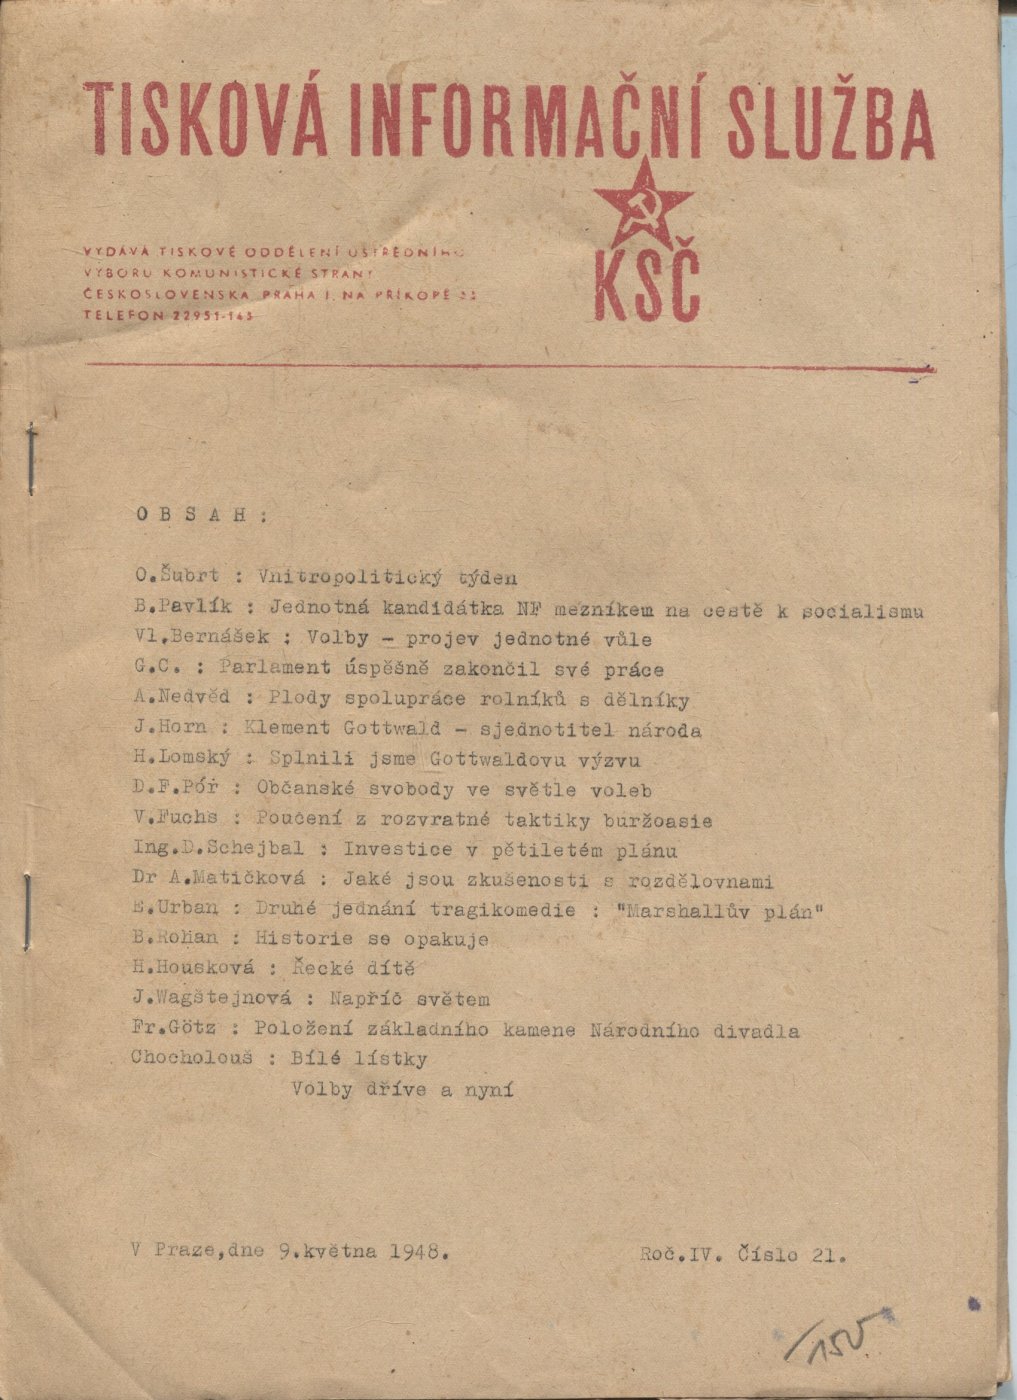 TISKOVÁ INFORMAČNÍ SLUŽBA
KSČ
VYDÁVÁ TISKOVÉ ODDĚLENÍ ÚSTŘEDNÍHO
VÝBORU KOMUNISTICKÉ STRANY
ČESKOSLOVENSKA, PRAHA I, NA PŘÍKOPĚ
TELEFON 22951-145
O B S A H :
O.Šubrt : Vnitropolitický týden
B.Pavlík : Jednotná kandidátka NF mezníkem na cestě k socialismu
Vl.Bernášek : Volby - projev jednotné vůle
G.C. : Parlament úspěšně zakončil své práce
A.Nedvěd : Plody spolupráce rolníků s dělníky
J.Horn : Klement Gottwald - sjednotitel národa
H.Lomský : Splnili jsme Gottwaldovu výzvu
D.F.Póř : Občanské svobody ve světle voleb
V.Fuchs : Poučení z rozvratné taktiky buržoasie
Ing.D.Schejbal : Investice v pětiletém plánu
Dr A.Matičková : Jaké jsou zkušenosti s rozdělovnami
E.Urban : Druhé jednání tragikomedie : "Marshallův plán"
B.Rohan : Historie se opakuje
H.Housková : Řecké dítě
J.Wagštejnová : Napříč světem
Fr.Götz : Položení základního kamene Národního divadla
Chocholouš : Bílé lístky
Volby dříve a nyní
V Praze,dne 9.května 1948.
Roč.IV. Číslo 21.